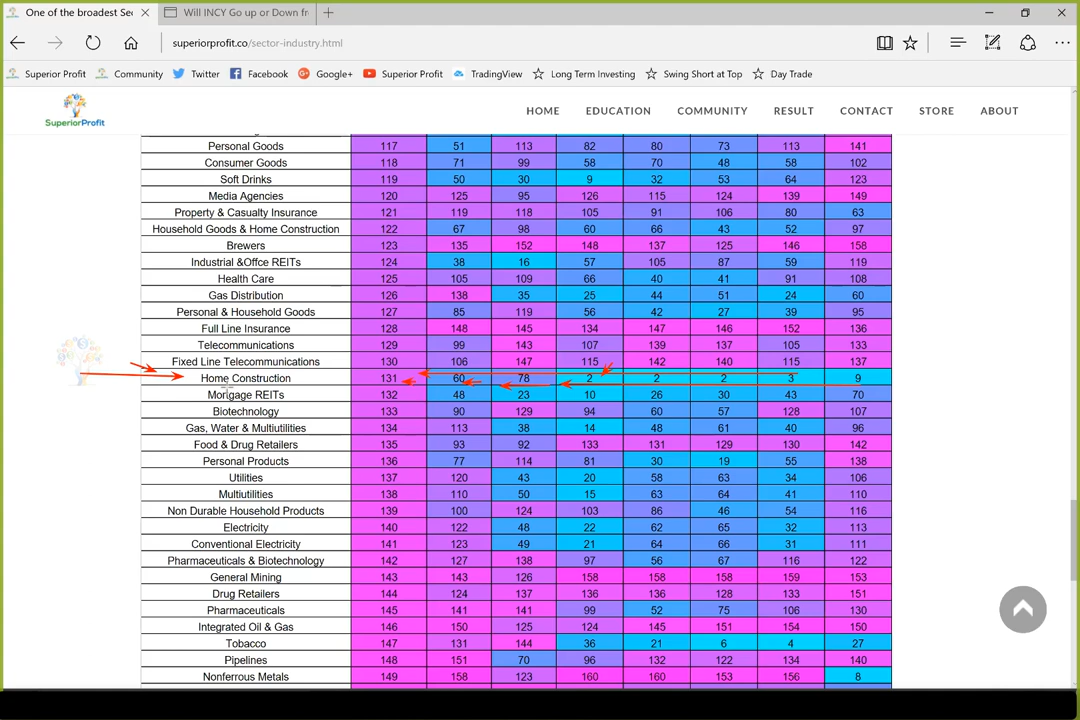 One of the broadest Sec
Will INCY Go up or Down fr
superiorprofit.co/sector-industry.html
Superior Profit Community Twitter Facebook Google+ Superior Profit TradingView Long Term Investing Swing Short at Top Day Trade
SuperiorProfit
HOME EDUCATION COMMUNITY RESULT CONTACT STORE ABOUT
Personal Goods 117 51 113 82 80 73 113 141
Consumer Goods 118 71 99 58 70 48 58 102
Soft Drinks 119 50 30 9 32 53 64 123
Media Agencies 120 125 95 126 115 124 139 149
Property & Casualty Insurance 121 119 118 105 91 106 80 63
Household Goods & Home Construction 122 67 98 60 66 43 52 97
Brewers 123 135 152 148 137 125 146 158
Industrial &Offce REITs 124 38 16 57 105 87 59 119
Health Care 125 105 109 66 40 41 91 108
Gas Distribution 126 138 35 25 44 51 24 60
Personal & Household Goods 127 85 119 56 42 27 39 95
Full Line Insurance 128 148 145 134 147 146 152 136
Telecommunications 129 99 143 107 139 137 105 133
Fixed Line Telecommunications 130 106 147 115 142 140 115 137
Home Construction 131 60 78 2 2 2 3 9
Mortgage REITs 132 48 23 10 26 30 43 70
Biotechnology 133 90 129 94 60 57 128 107
Gas, Water & Multiutilities 134 113 38 14 48 61 40 96
Food & Drug Retailers 135 93 92 133 131 129 130 142
Personal Products 136 77 114 81 30 19 55 138
Utilities 137 120 43 20 58 63 34 106
Multiutilities 138 110 50 15 63 64 41 110
Non Durable Household Products 139 100 124 103 86 46 54 116
Electricity 140 122 48 22 62 65 32 113
Conventional Electricity 141 123 49 21 64 66 31 111
Pharmaceuticals & Biotechnology 142 127 138 97 56 67 116 122
General Mining 143 143 126 158 158 158 159 153
Drug Retailers 144 124 137 136 136 128 133 151
Pharmaceuticals 145 141 141 99 52 75 106 130
Integrated Oil & Gas 146 150 125 124 145 151 154 150
Tobacco 147 131 144 36 21 6 4 27
Pipelines 148 151 70 96 132 122 134 140
Nonferrous Metals 149 158 123 160 160 153 156 8